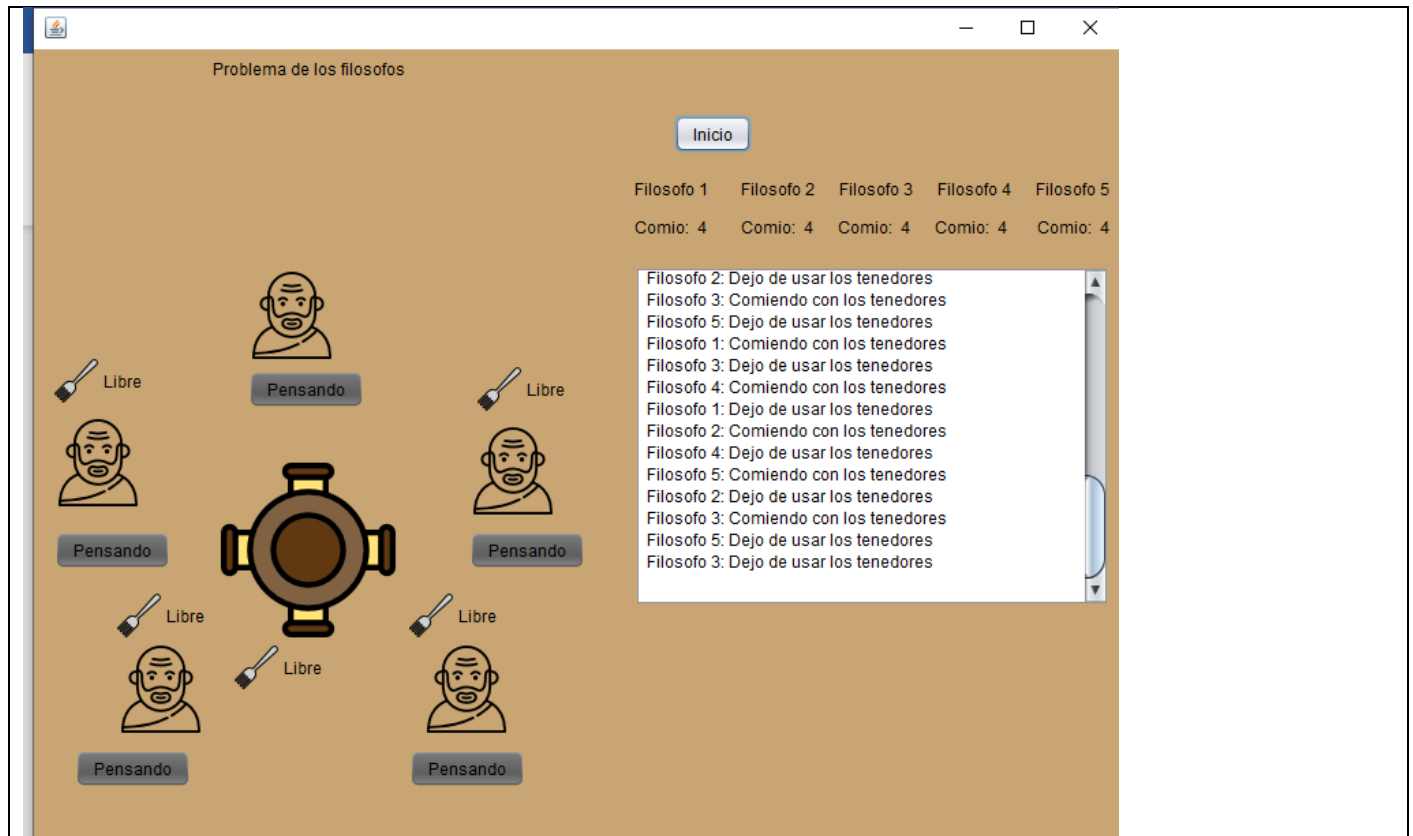 Problema de los filosofos
Inicio
Filosofo 1 Filosofo 2 Filosofo 3 Filosofo 4 Filosofo 5
Comio: 4 Comio: 4 Comio: 4 Comio: 4 Comio: 4
Filosofo 2: Dejo de usar los tenedores
Filosofo 3: Comiendo con los tenedores
Filosofo 5: Dejo de usar los tenedores
Filosofo 1: Comiendo con los tenedores
Filosofo 3: Dejo de usar los tenedores
Filosofo 4: Comiendo con los tenedores
Filosofo 1: Dejo de usar los tenedores
Filosofo 2: Comiendo con los tenedores
Filosofo 4: Dejo de usar los tenedores
Filosofo 5: Comiendo con los tenedores
Filosofo 2: Dejo de usar los tenedores
Filosofo 3: Comiendo con los tenedores
Filosofo 5: Dejo de usar los tenedores
Filosofo 3: Dejo de usar los tenedores
Libre
Pensando
Libre
Pensando
Pensando
Libre
Libre
Libre
Pensando
Pensando